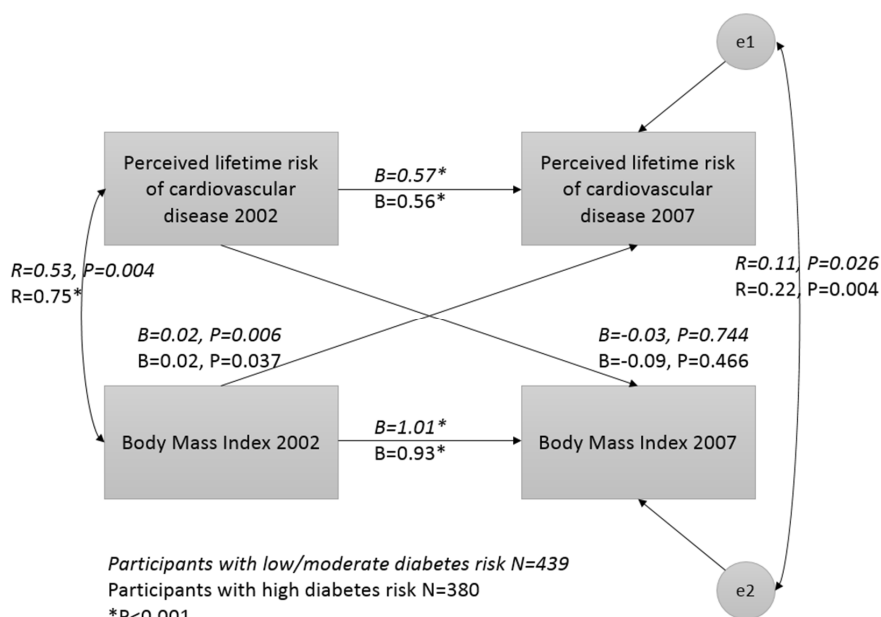 e1
Perceived lifetime risk
of cardiovascular
disease 2002
B=0.57*
B=0.56*
Perceived lifetime risk
of cardiovascular
disease 2007
R=0.53, P=0.004
R=0.75*
R=0.11, P=0.026
R=0.22, P=0.004
B=0.02, P=0.006
B=0.02, P=0.037
B=-0.03, P=0.744
B=-0.09, P=0.466
Body Mass Index 2002
B=1.01*
B=0.93*
Body Mass Index 2007
Participants with low/moderate diabetes risk N=439
Participants with high diabetes risk N=380
*P<0.001
e2